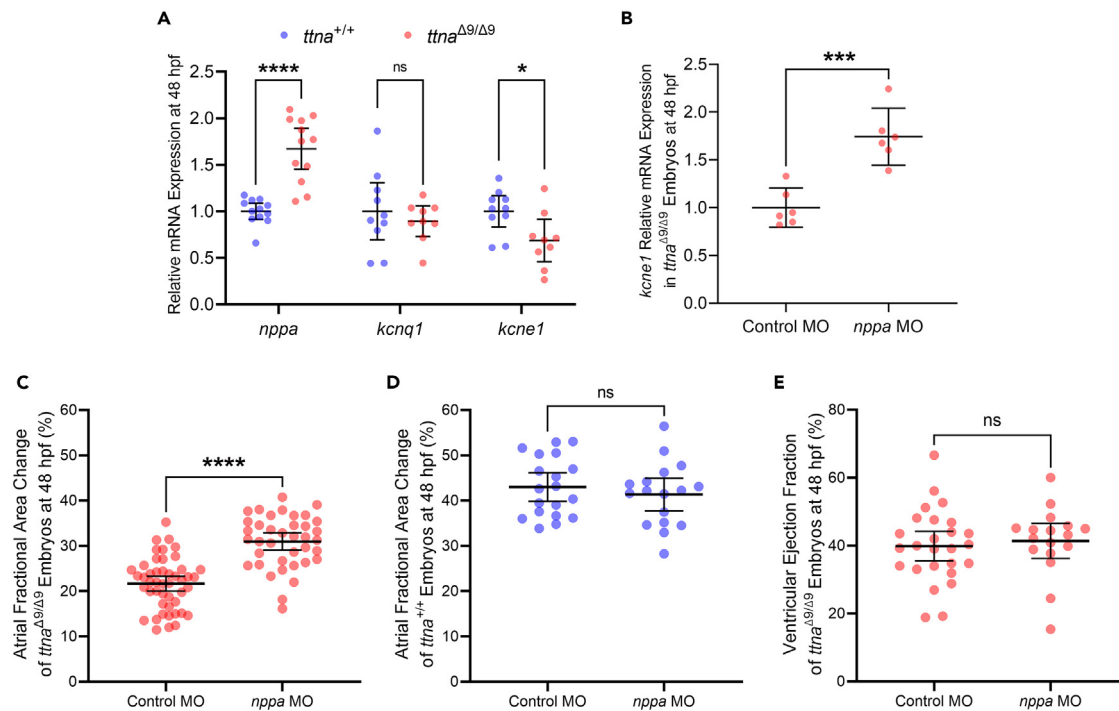 A
ttna+/+ ttnaΔ9/Δ9
Relative mRNA Expression at 48 hpf
2.5
2.0
1.5
1.0
0.5
0.0
****
ns
*
nppa kcnq1 kcne1
B
kcne1 Relative mRNA Expression
in ttnaΔ9/Δ9 Embryos at 48 hpf
2.5
2.0
1.5
1.0
0.5
0.0
***
Control MO nppa MO
C
Atrial Fractional Area Change
of ttnaΔ9/Δ9 Embryos at 48 hpf (%)
60
50
40
30
20
10
0
****
Control MO nppa MO
D
Atrial Fractional Area Change
of ttna+/+ Embryos at 48 hpf (%)
60
50
40
30
20
10
0
ns
Control MO nppa MO
E
Ventricular Ejection Fraction
of ttnaΔ9/Δ9 Embryos at 48 hpf (%)
80
60
40
20
0
ns
Control MO nppa MO